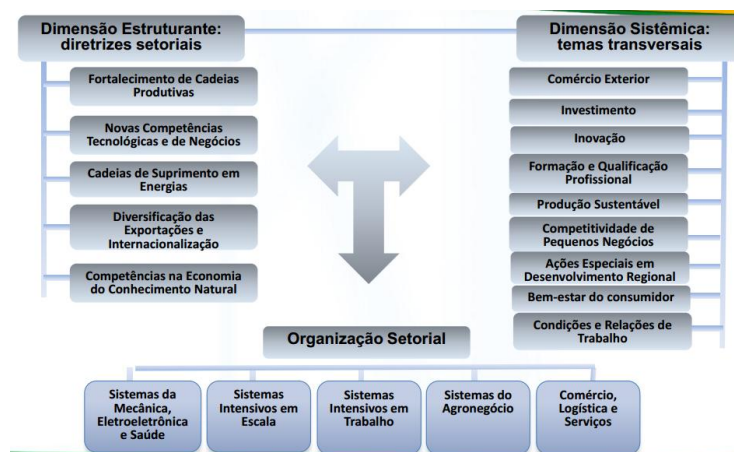 Dimensão Estruturante:
diretrizes setoriais
Fortalecimento de Cadeias
Produtivas
Novas Competências
Tecnológicas e de Negócios
Cadeias de Suprimento em
Energias
Diversificação das
Exportações e
Internacionalização
Competências na Economia
do Conhecimento Natural
Dimensão Sistêmica:
temas transversais
Comércio Exterior
Investimento
Inovação
Formação e Qualificação
Profissional
Produção Sustentável
Competitividade de
Pequenos Negócios
Ações Especiais em
Desenvolvimento Regional
Bem-estar do consumidor
Condições e Relações de
Trabalho
Organização Setorial
Sistemas da
Mecânica,
Eletroeletrônica
e Saúde
Sistemas
Intensivos em
Escala
Sistemas
Intensivos em
Trabalho
Sistemas do
Agronegócio
Comércio,
Logística e
Serviços